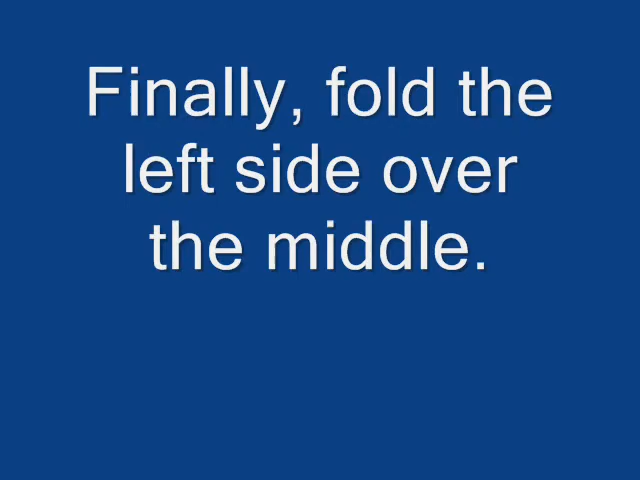 Finally, fold the
left side over
the middle.